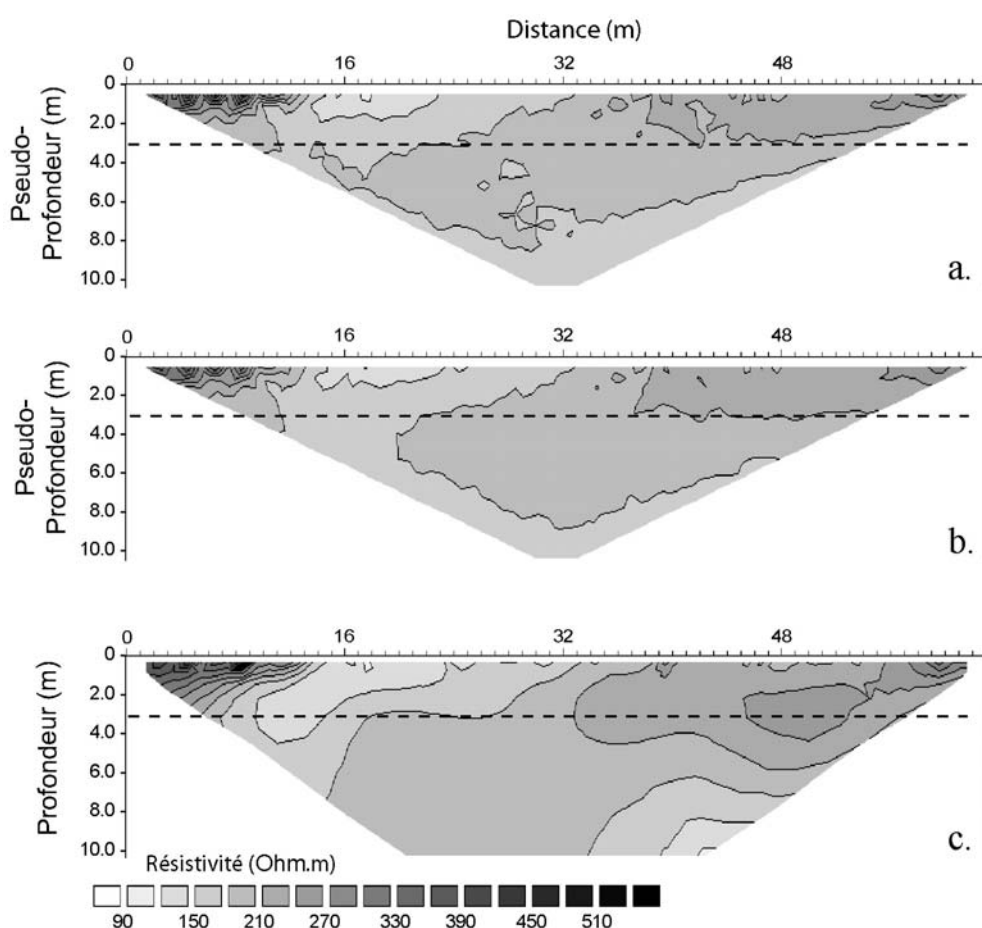 Distance (m)
0 16 32 48
0
2.0
4.0
6.0
8.0
10.0
Pseudo-
Profondeur (m)
a.
0 16 32 48
0
2.0
4.0
6.0
8.0
10.0
Pseudo-
Profondeur (m)
b.
0 16 32 48
0
2.0
4.0
6.0
8.0
10.0
Profondeur (m)
c.
Résistivité (Ohm.m)
90 150 210 270 330 390 450 510